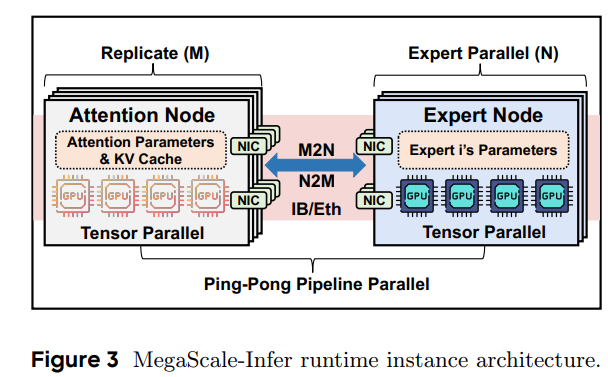 Replicate (M)
Expert Parallel (N)
Attention Node
Attention Parameters
& KV Cache
NIC
NIC
GPU
GPU
GPU
GPU
Tensor Parallel
M2N
N2M
IB/Eth
Expert Node
NIC
NIC
Expert i's Parameters
GPU
GPU
GPU
GPU
Tensor Parallel
Ping-Pong Pipeline Parallel
Figure 3 MegaScale-Infer runtime instance architecture.